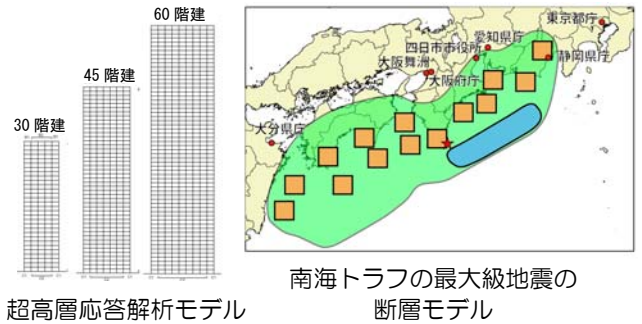 60 階建
45 階建
30 階建
超高層応答解析モデル
東京都庁
愛知県庁
四日市市役所
静岡県庁
大阪舞洲
大阪府庁
大分県庁
南海トラフの最大級地震の
断層モデル